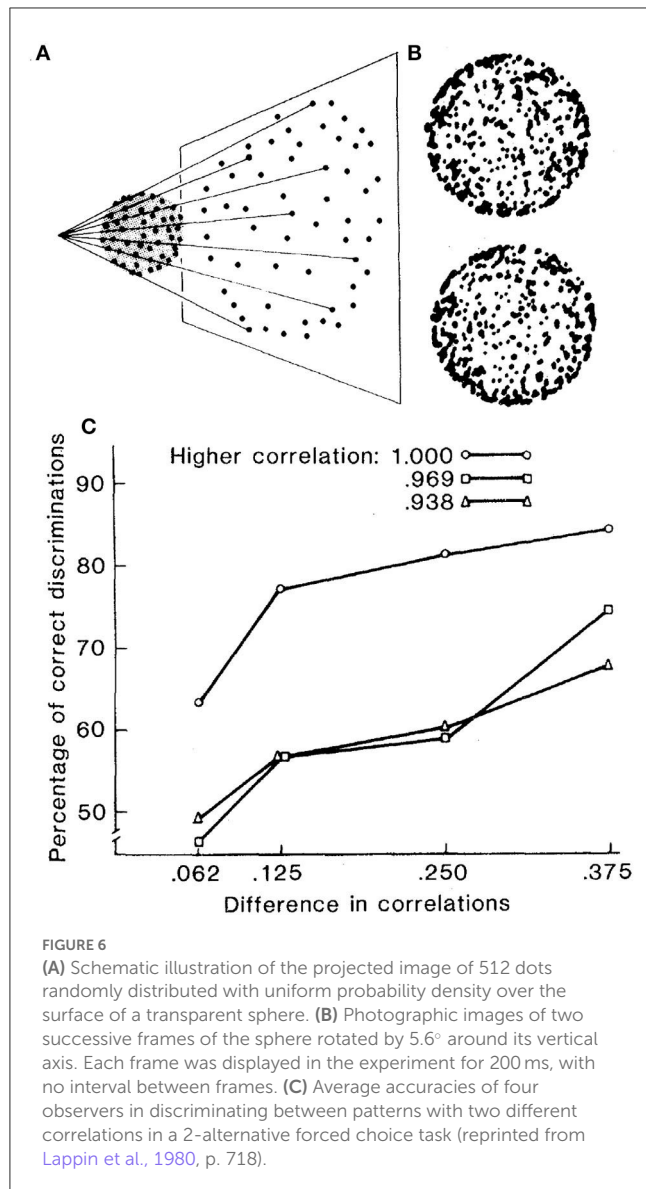 A
B
C
Higher correlation: 1.000
.969
.938
Percentage of correct discriminations
90
80
70
60
50
.062 .125 .250 .375
Difference in correlations
FIGURE 6
(A) Schematic illustration of the projected image of 512 dots
randomly distributed with uniform probability density over the
surface of a transparent sphere. (B) Photographic images of two
successive frames of the sphere rotated by 5.6° around its vertical
axis. Each frame was displayed in the experiment for 200 ms, with
no interval between frames. (C) Average accuracies of four
observers in discriminating between patterns with two different
correlations in a 2-alternative forced choice task (reprinted from
Lappin et al., 1980, p. 718).